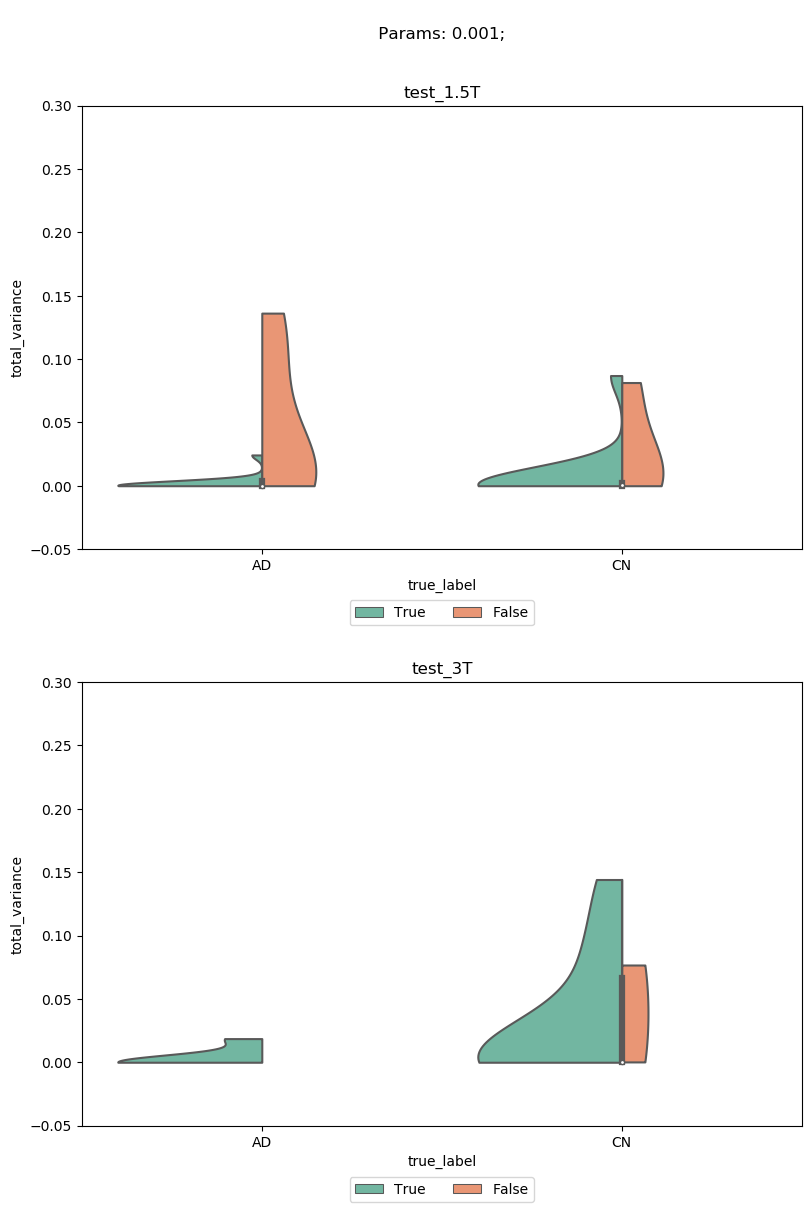 Params: 0.001;
test_1.5T
0.30
0.25
0.20
0.15
0.10
0.05
0.00
−0.05
total_variance
AD CN
true_label
True False
test_3T
0.30
0.25
0.20
0.15
0.10
0.05
0.00
−0.05
total_variance
AD CN
true_label
True False